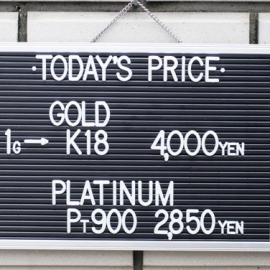 ·TODAY'S PRICE·
GOLD
1G→ K18 4,000YEN
PLATINUM
PT900 2,850YEN